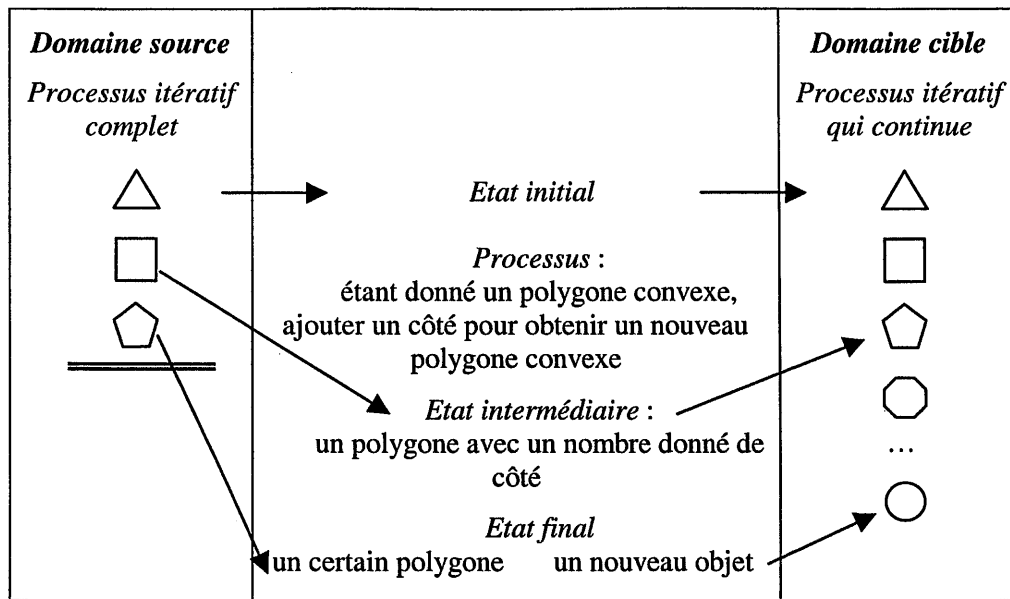 Domaine source
Processus itératif
complet
Etat initial
Processus :
étant donné un polygone convexe,
ajouter un côté pour obtenir un nouveau
polygone convexe
Etat intermédiaire :
un polygone avec un nombre donné de
côté
Etat final
un certain polygone un nouveau objet
Domaine cible
Processus itératif
qui continue
...